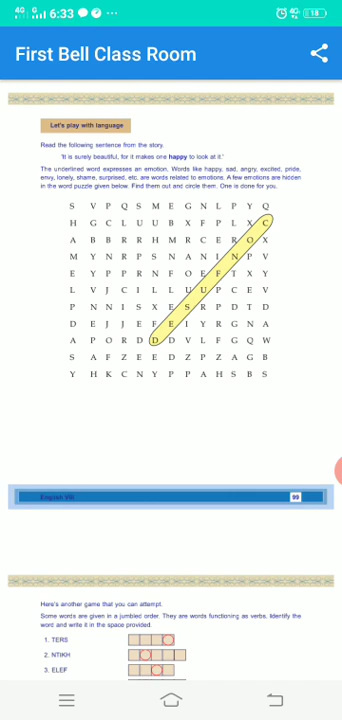 4G G 6:33 ... 4G 18
First Bell Class Room
Let's play with language
Read the following sentence from the story.
'It is surely beautiful, for it makes one happy to look at it.'
The underlined word expresses an emotion. Words like happy, sad, angry, excited, pride,
envy, lonely, shame, surprised, etc. are words related to emotions. A few emotions are hidden
in the word puzzle given below. Find them out and circle them. One is done for you.
S V P Q S M E G N L P Y Q
H G C L U U B X F P L X C
A B B R R H M R C E R O X
M Y N R P S N A N I N P V
E Y P P R N F O E F T X Y
L V J C I L L U U P C E V
P N N I S X E S R P D T D
D E J J E F E I Y R G N A
A P O R D D D V L F G Q W
S A F Z E E D Z P Z A G B
Y H K C N Y P P A H S B S
English VIII 99
Here's another game that you can attempt.
Some words are given in a jumbled order. They are words functioning as verbs. Identify the
word and write it in the space provided.
1. TERS
2. NTIKH
3. ELEF